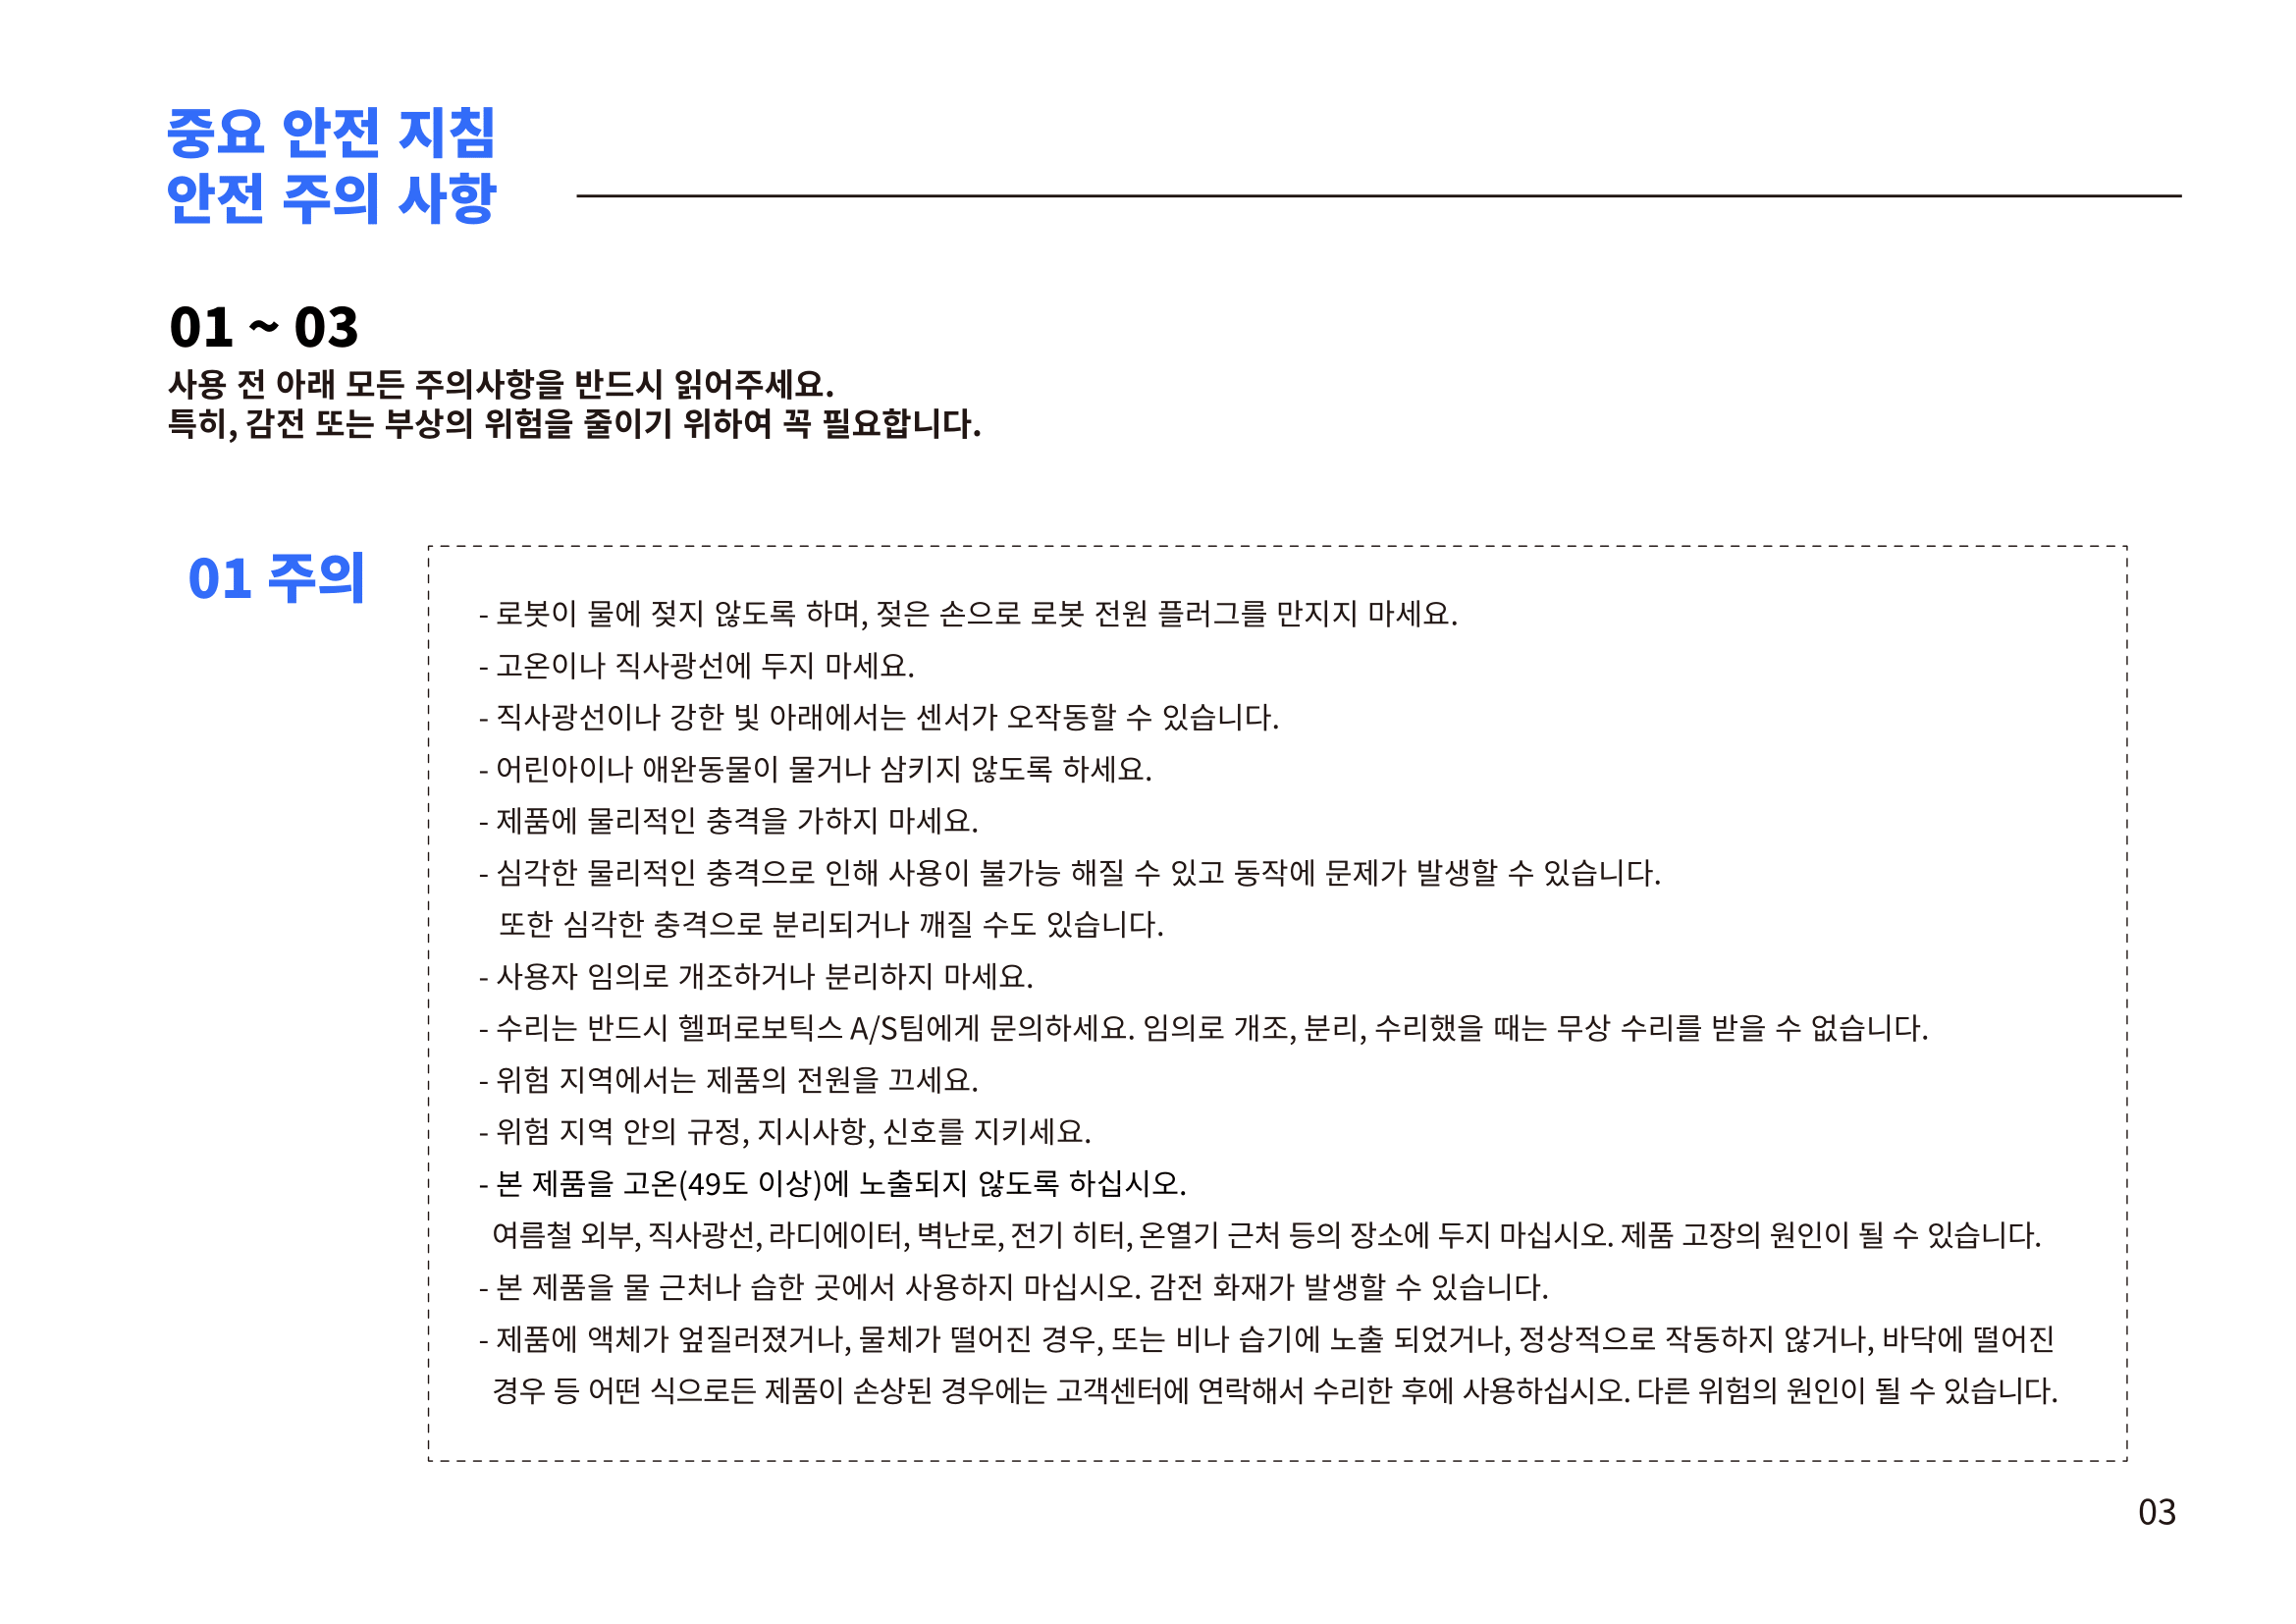 중요 안전 지침
안전 주의 사항
01 ~ 03
사용 전 아래 모든 주의사항을 반드시 읽어주세요.
특히, 감전 또는 부상의 위험을 줄이기 위하여 꼭 필요합니다.
01 주의
- 로봇이 물에 젖지 않도록 하며, 젖은 손으로 로봇 전원 플러그를 만지지 마세요.
- 고온이나 직사광선에 두지 마세요.
- 직사광선이나 강한 빛 아래에서는 센서가 오작동할 수 있습니다.
- 어린아이나 애완동물이 물거나 삼키지 않도록 하세요.
- 제품에 물리적인 충격을 가하지 마세요.
- 심각한 물리적인 충격으로 인해 사용이 불가능 해질 수 있고 동작에 문제가 발생할 수 있습니다.
또한 심각한 충격으로 분리되거나 깨질 수도 있습니다.
- 사용자 임의로 개조하거나 분리하지 마세요.
- 수리는 반드시 헬퍼로보틱스 A/S팀에게 문의하세요. 임의로 개조, 분리, 수리했을 때는 무상 수리를 받을 수 없습니다.
- 위험 지역에서는 제품의 전원을 끄세요.
- 위험 지역 안의 규정, 지시사항, 신호를 지키세요.
- 본 제품을 고온(49도 이상)에 노출되지 않도록 하십시오.
여름철 외부, 직사광선, 라디에이터, 벽난로, 전기 히터, 온열기 근처 등의 장소에 두지 마십시오. 제품 고장의 원인이 될 수 있습니다.
- 본 제품을 물 근처나 습한 곳에서 사용하지 마십시오. 감전 화재가 발생할 수 있습니다.
- 제품에 액체가 엎질러졌거나, 물체가 떨어진 경우, 또는 비나 습기에 노출 되었거나, 정상적으로 작동하지 않거나, 바닥에 떨어진
경우 등 어떤 식으로든 제품이 손상된 경우에는 고객센터에 연락해서 수리한 후에 사용하십시오. 다른 위험의 원인이 될 수 있습니다.
03